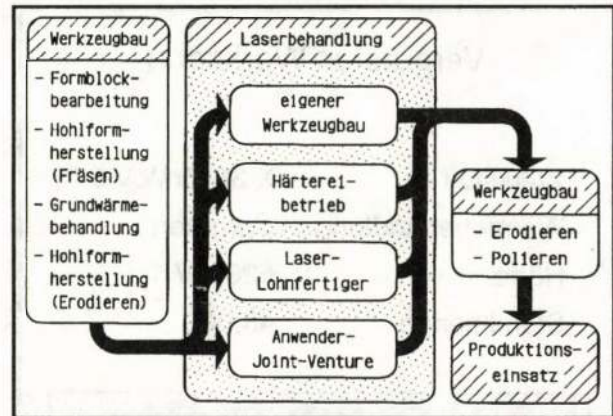 Werkzeugbau
- Formblock-
bearbeitung
- Hohlform-
herstellung
(Fräsen)
- Grundwärme-
behandlung
- Hohlform-
herstellung
(Erodieren)
Laserbehandlung
eigener
Werkzeugbau
Härterei-
betrieb
Laser-
Lohnfertiger
Anwender-
Joint-Venture
Werkzeugbau
- Erodieren
- Polieren
Produktions-
einsatz